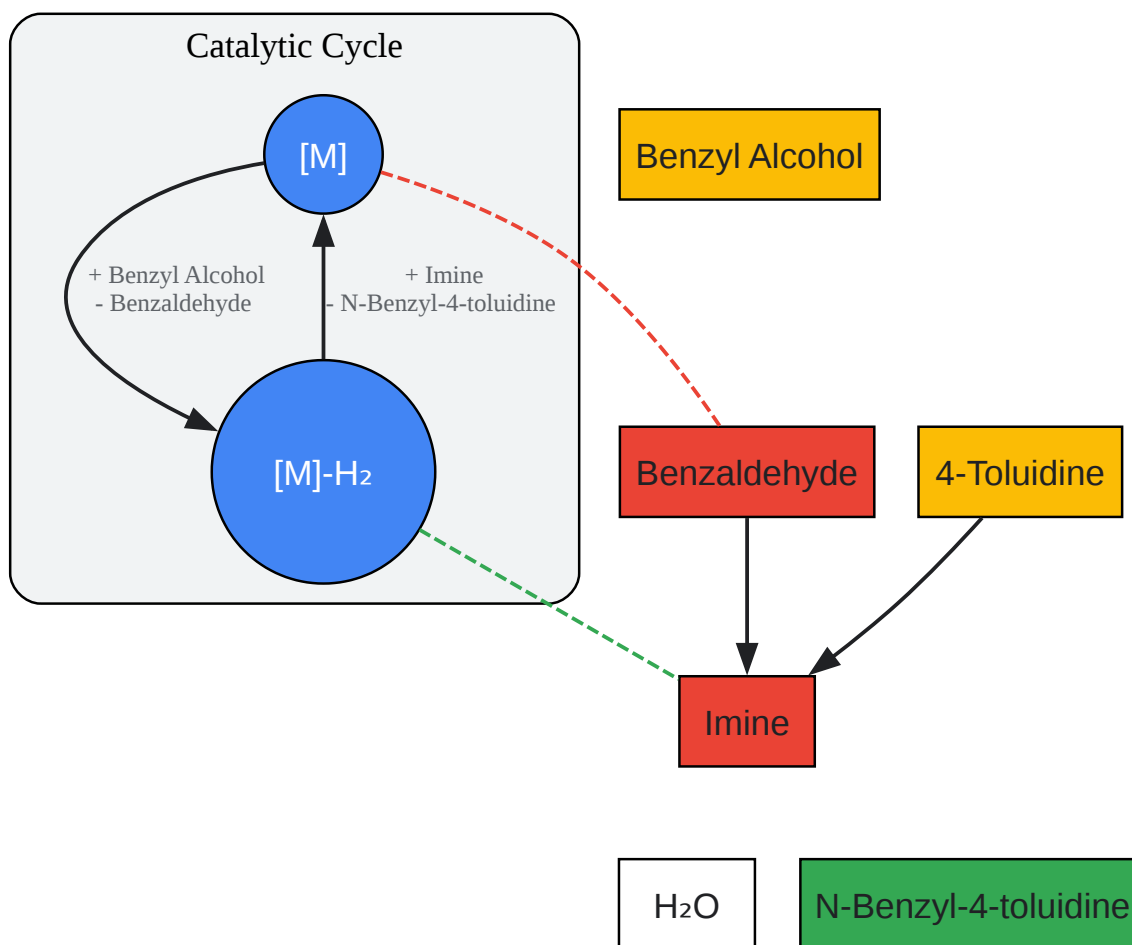 Catalytic Cycle
[M]
Benzyl Alcohol
+ Benzyl Alcohol
- Benzaldehyde
+ Imine
- N-Benzyl-4-toluidine
[M]-H₂
Benzaldehyde
4-Toluidine
Imine
H₂O
N-Benzyl-4-toluidine